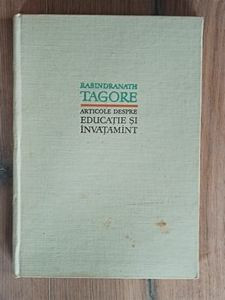 RABINDRANATH
TAGORE
ARTICOLE DESPRE
EDUCAȚIE ȘI
ÎNVĂȚĂMÎNT